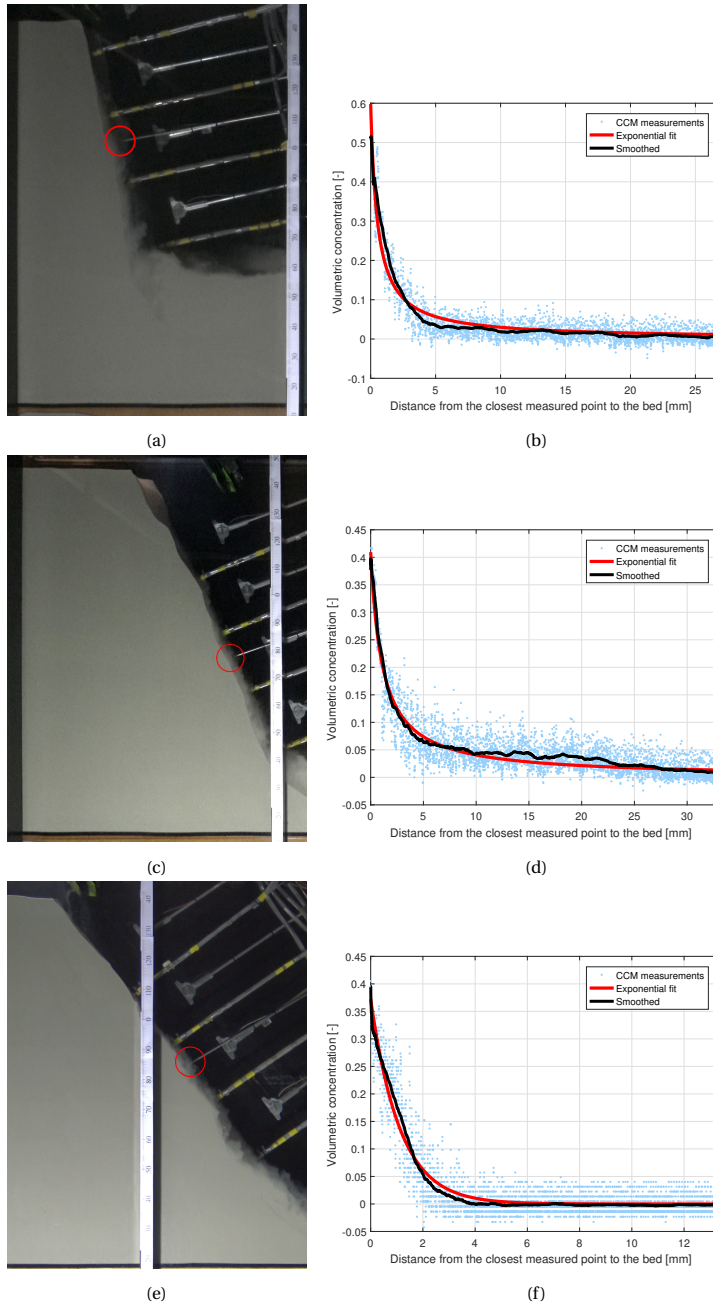 (a)
0.6
0.5
0.4
0.3
0.2
0.1
0
-0.1
Volumetric concentration [-]
CCM measurements
Exponential fit
Smoothed
0 5 10 15 20 25
Distance from the closest measured point to the bed [mm]
(b)
(c)
0.45
0.4
0.35
0.3
0.25
0.2
0.15
0.1
0.05
0
-0.05
Volumetric concentration [-]
CCM measurements
Exponential fit
Smoothed
0 5 10 15 20 25 30
Distance from the closest measured point to the bed [mm]
(d)
(e)
0.45
0.4
0.35
0.3
0.25
0.2
0.15
0.1
0.05
0
-0.05
Volumetric concentration [-]
CCM measurements
Exponential fit
Smoothed
0 2 4 6 8 10 12
Distance from the closest measured point to the bed [mm]
(f)